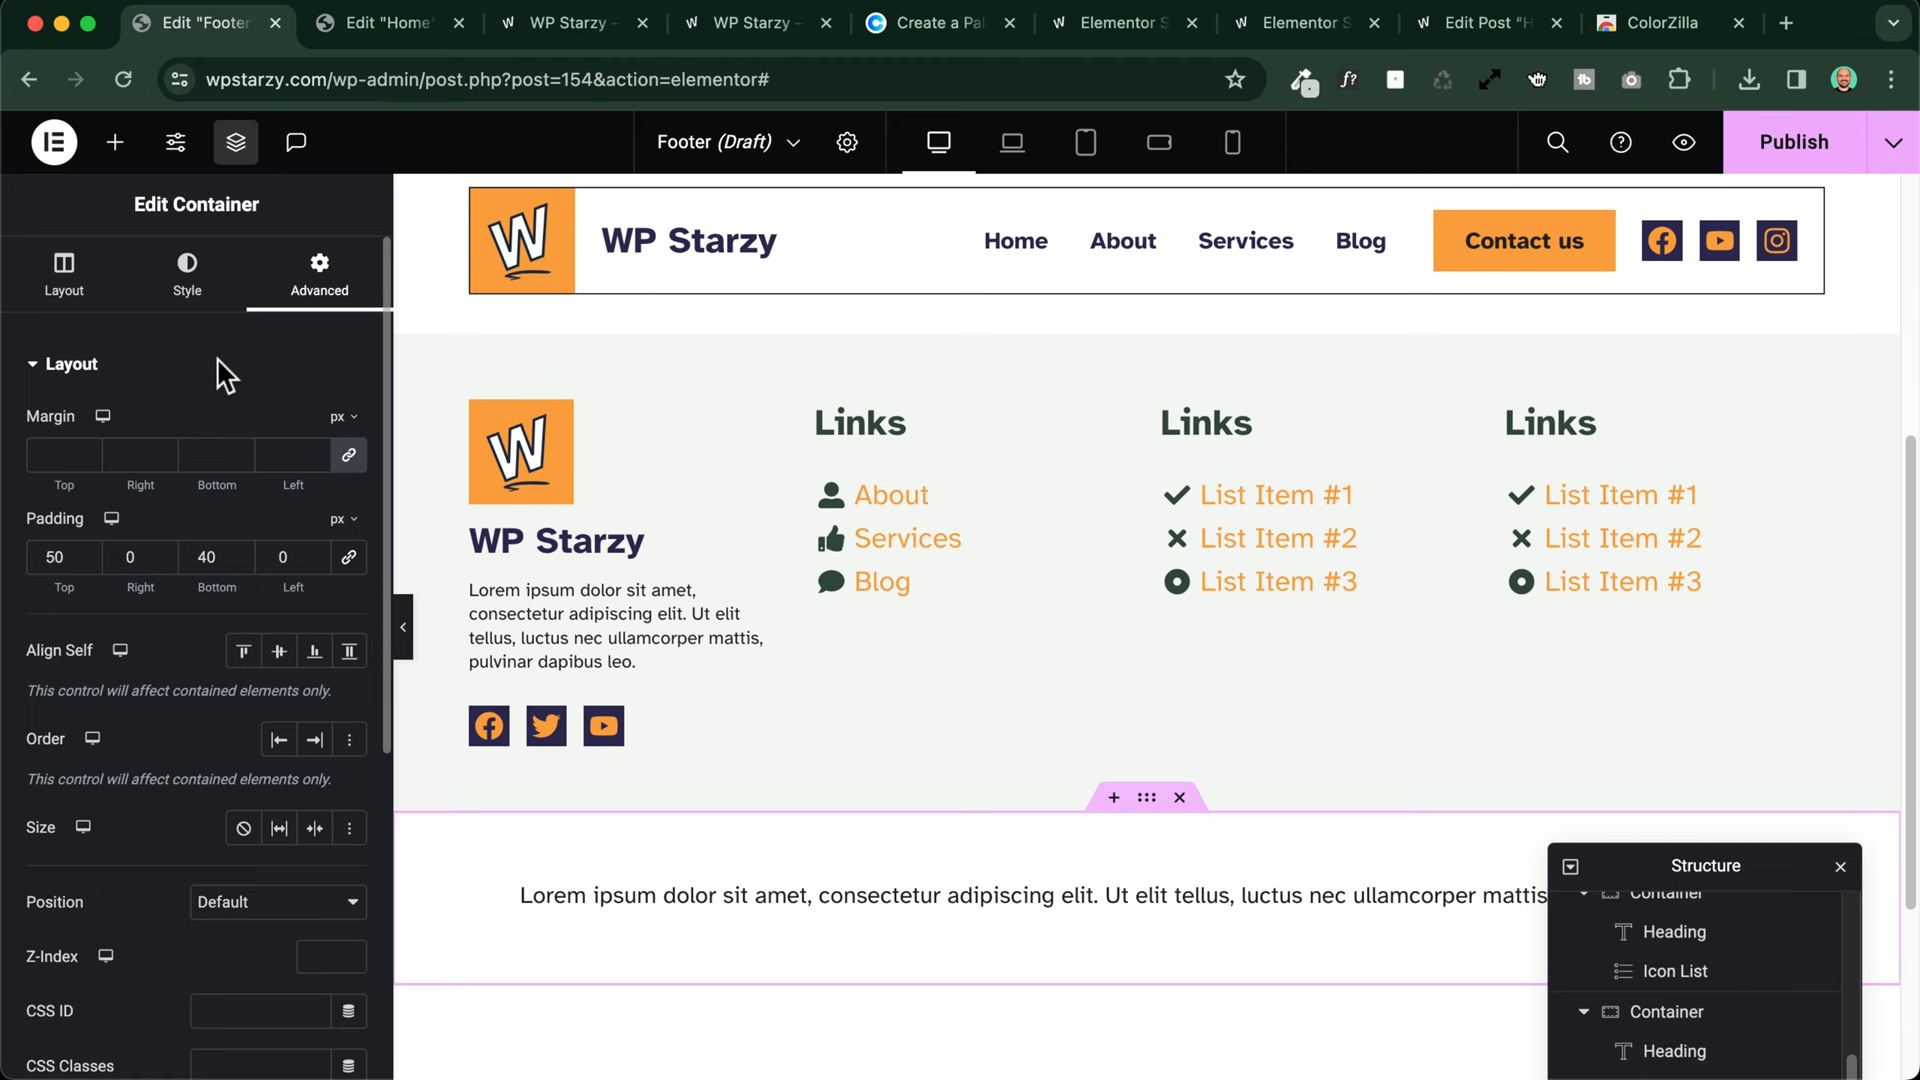 Edit "Footer
Edit "Home"
WP Starzy –
WP Starzy –
Create a Pal
Elementor S
Elementor S
Edit Post “H
ColorZilla
wpstarzy.com/wp-admin/post.php?post=154&action=elementor#
Footer (Draft)
Publish
Edit Container
Layout
Style
Advanced
Layout
Margin
px
Top
Right
Bottom
Left
Padding
px
50
0
40
0
Top
Right
Bottom
Left
Align Self
This control will affect contained elements only.
Order
This control will affect contained elements only.
Size
Position
Default
Z-Index
CSS ID
CSS Classes
W
WP Starzy
Home
About
Services
Blog
Contact us
W
WP Starzy
Lorem ipsum dolor sit amet,
consectetur adipiscing elit. Ut elit
tellus, luctus nec ullamcorper mattis,
pulvinar dapibus leo.
Links
About
Services
Blog
Links
List Item #1
List Item #2
List Item #3
Links
List Item #1
List Item #2
List Item #3
Lorem ipsum dolor sit amet, consectetur adipiscing elit. Ut elit tellus, luctus nec ullamcorper mattis
Structure
Container
Heading
Icon List
Container
Heading